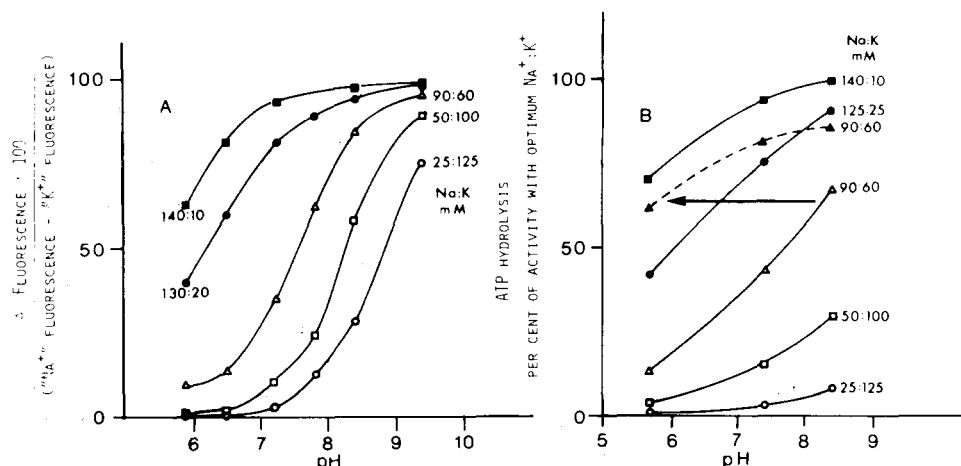 Δ FLUORESCENCE × 100
("NA⁺" FLUORESCENCE - "K⁺" FLUORESCENCE)
100
50
0
A
140:10
130:20
90:60
50:100
25:125
Na:K
mM
6
7
8
9
10
pH
ATP HYDROLYSIS
PER CENT OF ACTIVITY WITH OPTIMUM NA⁺:K⁺
100
50
0
B
Na:K
mM
140:10
125:25
90:60
90:60
50:100
25:125
5
6
7
8
9
pH